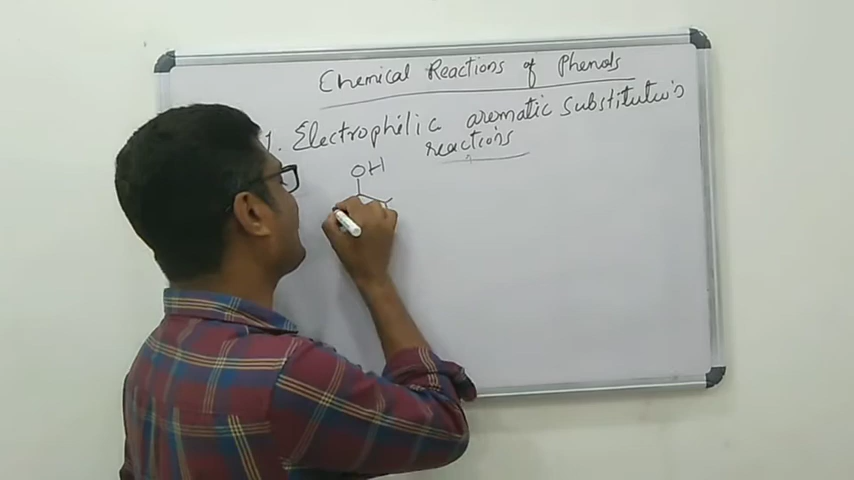 Chemical Reactions of Phenols
1. Electrophilic aromatic Substitution's
reactions
OH